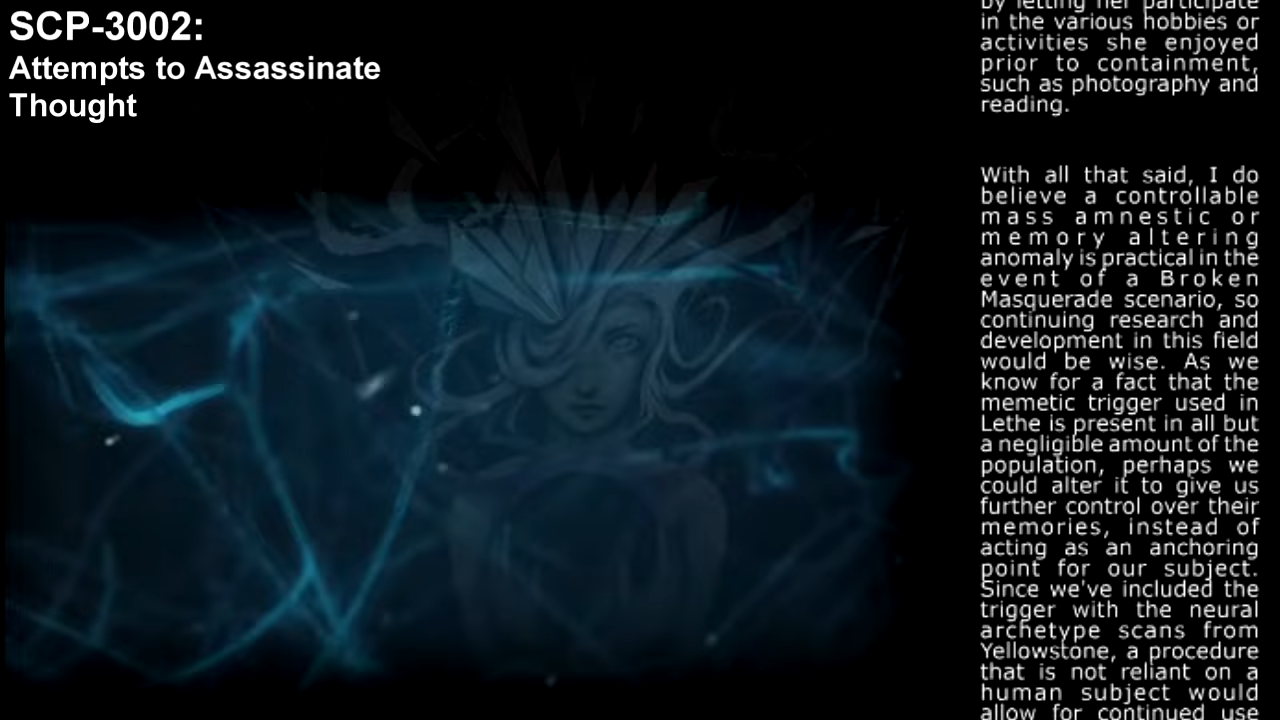 SCP-3002:
Attempts to Assassinate
Thought
by letting her participate
in the various hobbies or
activities she enjoyed
prior to containment,
such as photography and
reading.
With all that said, I do
believe a controllable
mass amnestic or
memory altering
anomaly is practical in the
event of a Broken
Masquerade scenario, so
continuing research and
development in this field
would be wise. As we
know for a fact that the
memetic trigger used in
Lethe is present in all but
a negligible amount of the
population, perhaps we
could alter it to give us
further control over their
memories, instead of
acting as an anchoring
point for our subject.
Since we've included the
trigger with the neural
archetype scans from
Yellowstone, a procedure
that is not reliant on a
human subject would
allow for continued use